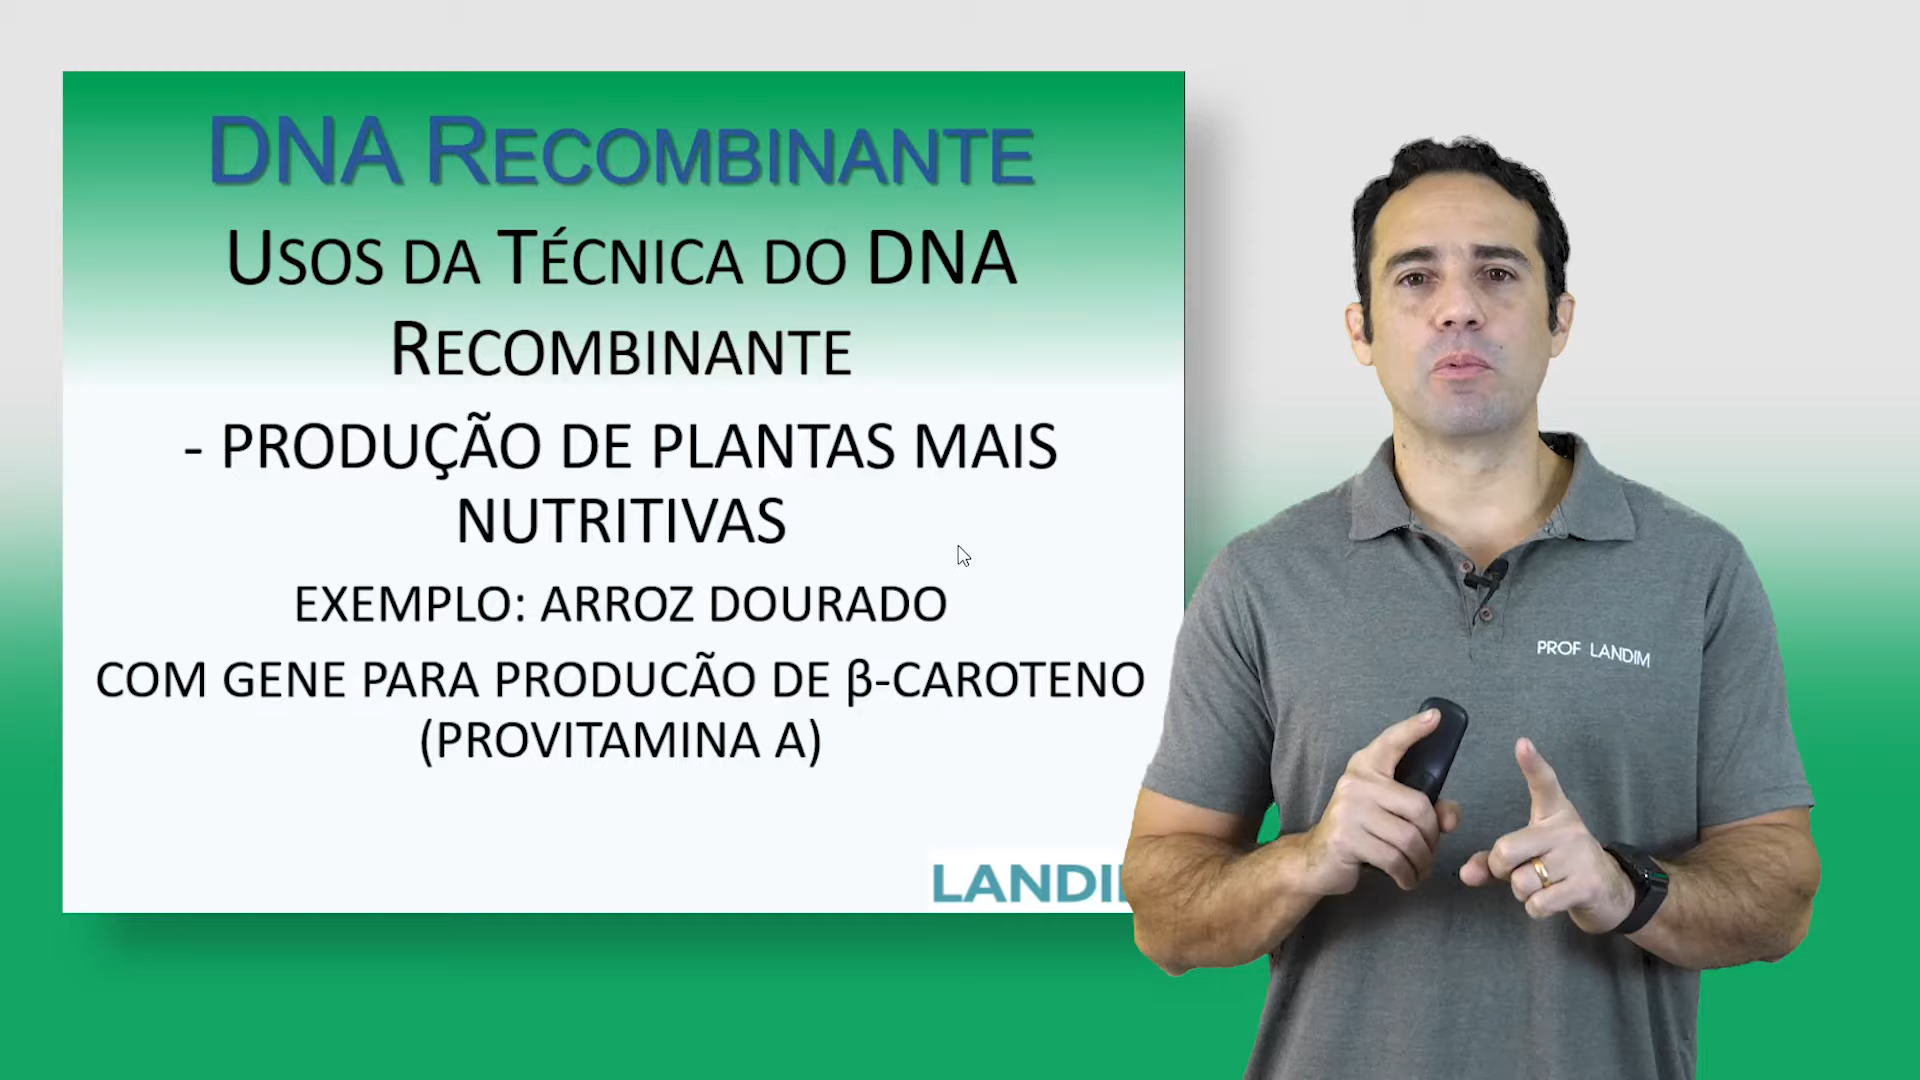 DNA RECOMBINANTE
USOS DA TÉCNICA DO DNA
RECOMBINANTE
- PRODUÇÃO DE PLANTAS MAIS
NUTRITIVAS
EXEMPLO: ARROZ DOURADO
COM GENE PARA PRODUCÃO DE β-CAROTENO
(PROVITAMINA A)
PROF LANDIM